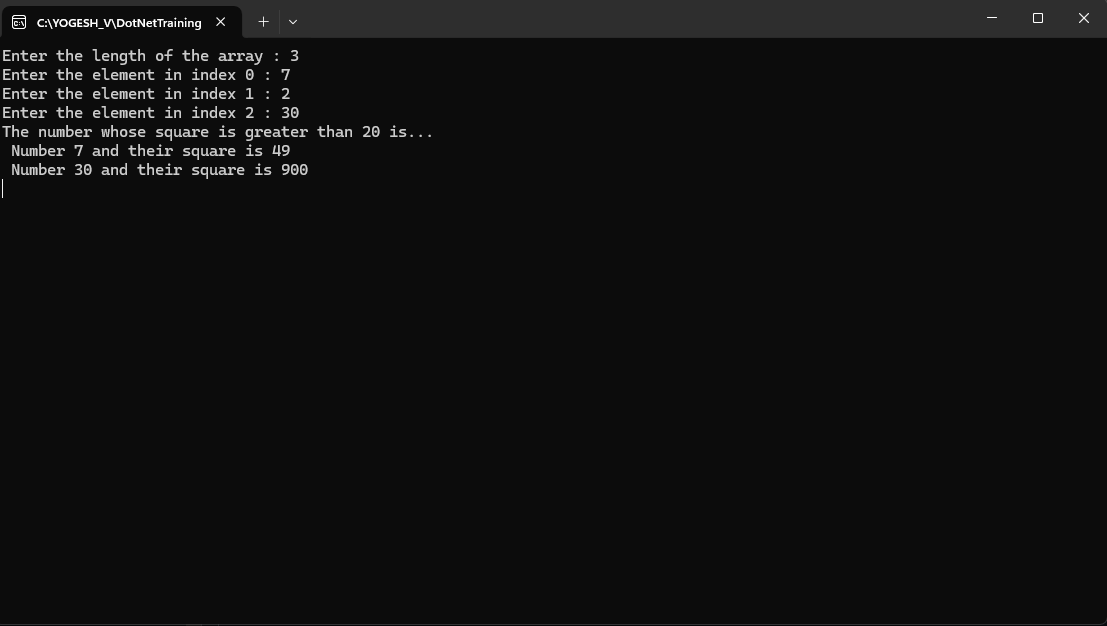 C:\YOGESH_V\DotNetTraining
Enter the length of the array : 3
Enter the element in index 0 : 7
Enter the element in index 1 : 2
Enter the element in index 2 : 30
The number whose square is greater than 20 is...
Number 7 and their square is 49
Number 30 and their square is 900